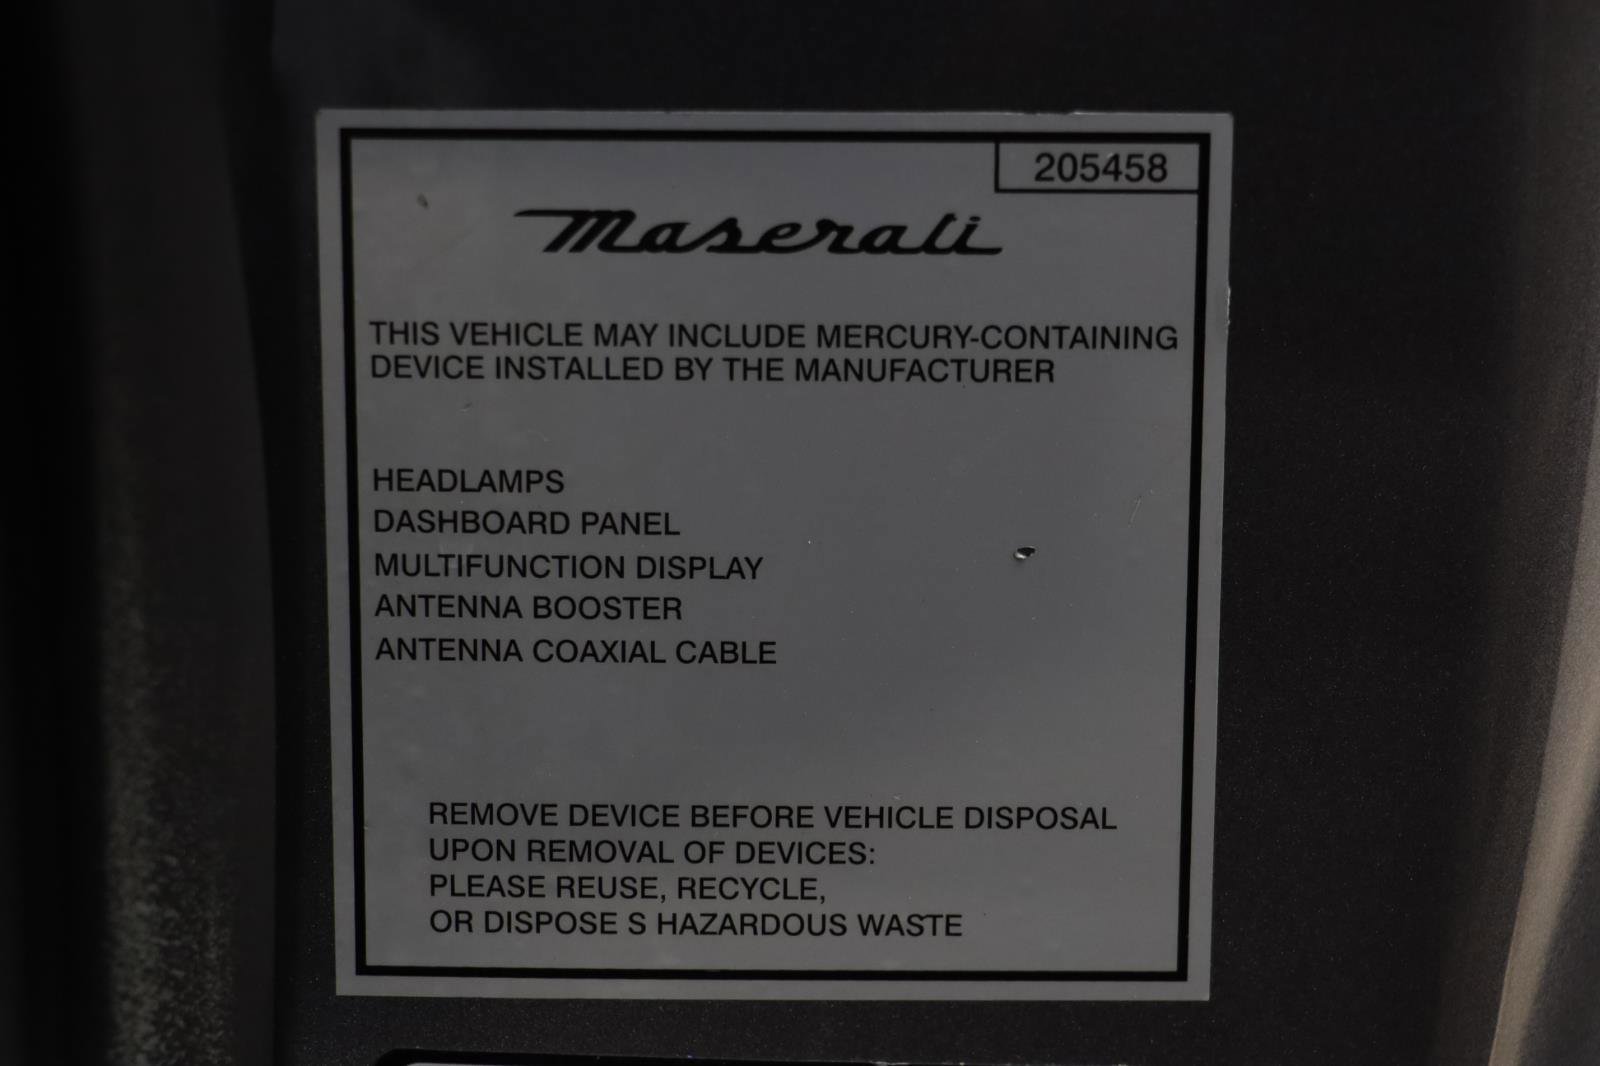 205458
Maserati
THIS VEHICLE MAY INCLUDE MERCURY-CONTAINING
DEVICE INSTALLED BY THE MANUFACTURER
HEADLAMPS
DASHBOARD PANEL
MULTIFUNCTION DISPLAY
ANTENNA BOOSTER
ANTENNA COAXIAL CABLE
REMOVE DEVICE BEFORE VEHICLE DISPOSAL
UPON REMOVAL OF DEVICES:
PLEASE REUSE, RECYCLE,
OR DISPOSE S HAZARDOUS WASTE